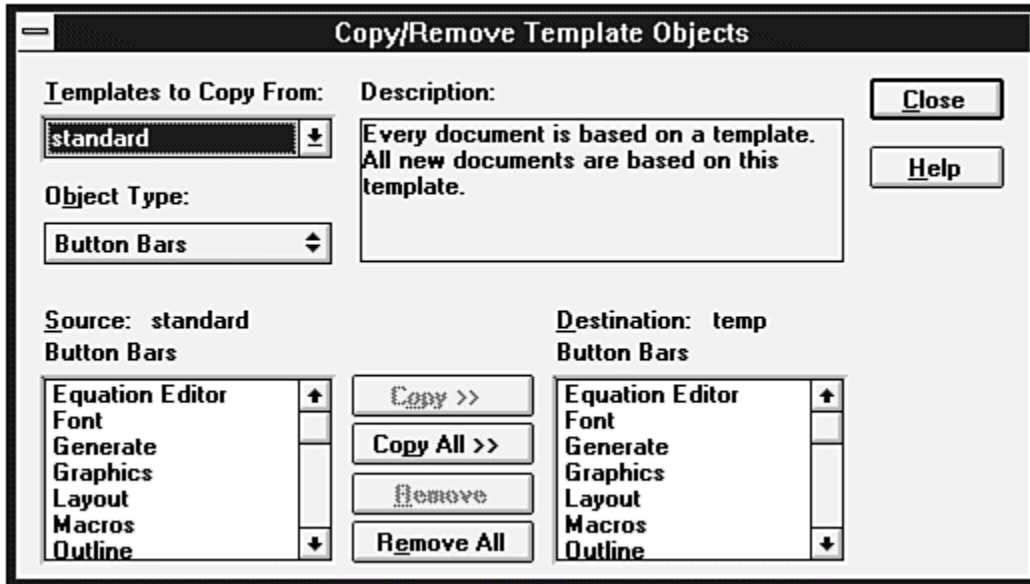 Copy/Remove Template Objects
Templates to Copy From:
standard
Object Type:
Button Bars
Description:
Every document is based on a template.
All new documents are based on this
template.
Close
Help
Source: standard
Button Bars
Equation Editor
Font
Generate
Graphics
Layout
Macros
Outline
Copy >>
Copy All >>
Remove
Remove All
Destination: temp
Button Bars
Equation Editor
Font
Generate
Graphics
Layout
Macros
Outline